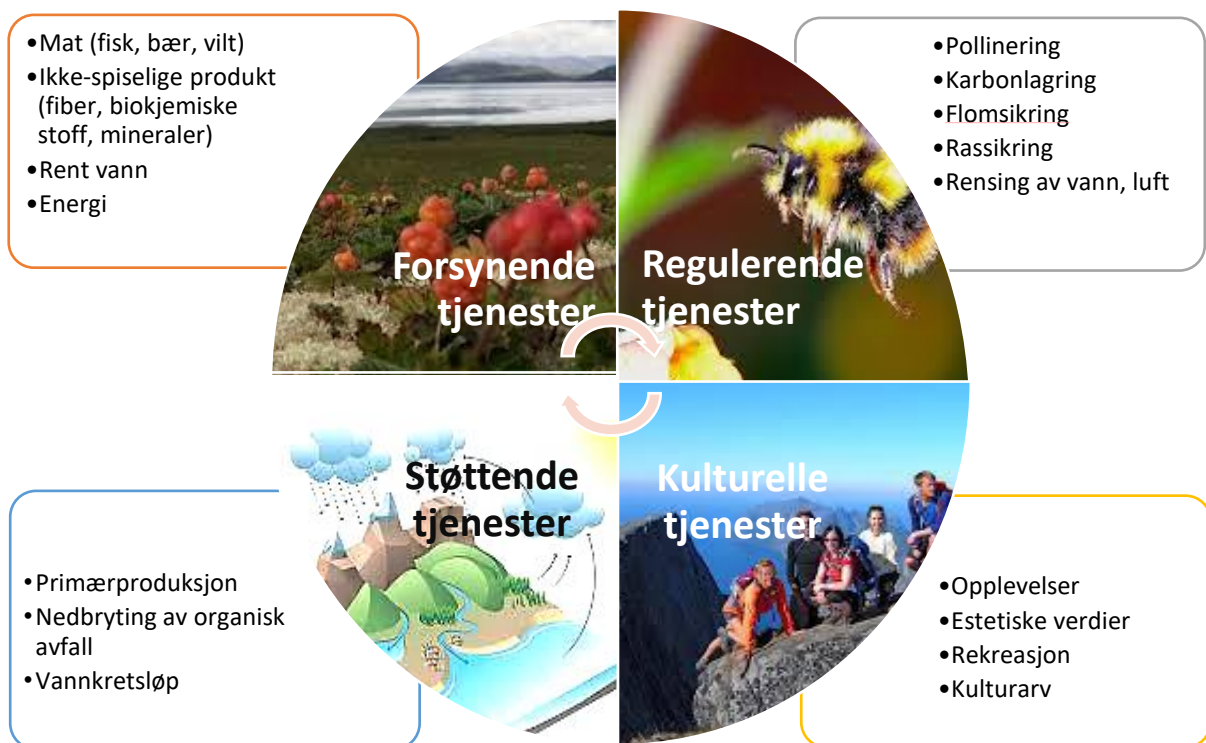 •Mat (fisk, bær, vilt)
•Ikke-spiselige produkt
(fiber, biokjemiske
stoff, mineraler)
•Rent vann
•Energi
Forsynende
tjenester
•Pollinering
•Karbonlagring
•Flomsikring
•Rassikring
•Rensing av vann, luft
Regulerende
tjenester
Støttende
tjenester
•Primærproduksjon
•Nedbryting av organisk
avfall
•Vannkretsløp
Kulturelle
tjenester
•Opplevelser
•Estetiske verdier
•Rekreasjon
•Kulturarv